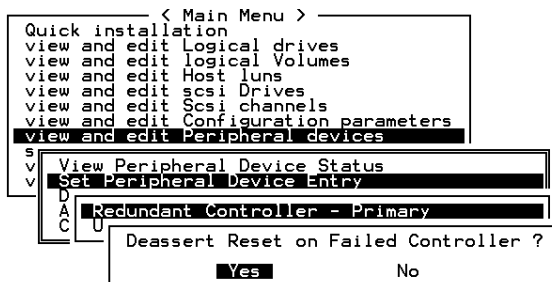 < Main Menu >
Quick installation
view and edit Logical drives
view and edit logical Volumes
view and edit Host luns
view and edit scsi Drives
view and edit Scsi channels
view and edit Configuration parameters
view and edit Peripheral devices
s
v View Peripheral Device Status
v Set Peripheral Device Entry
D
A Redundant Controller - Primary
C U
Deassert Reset on Failed Controller ?
Yes No